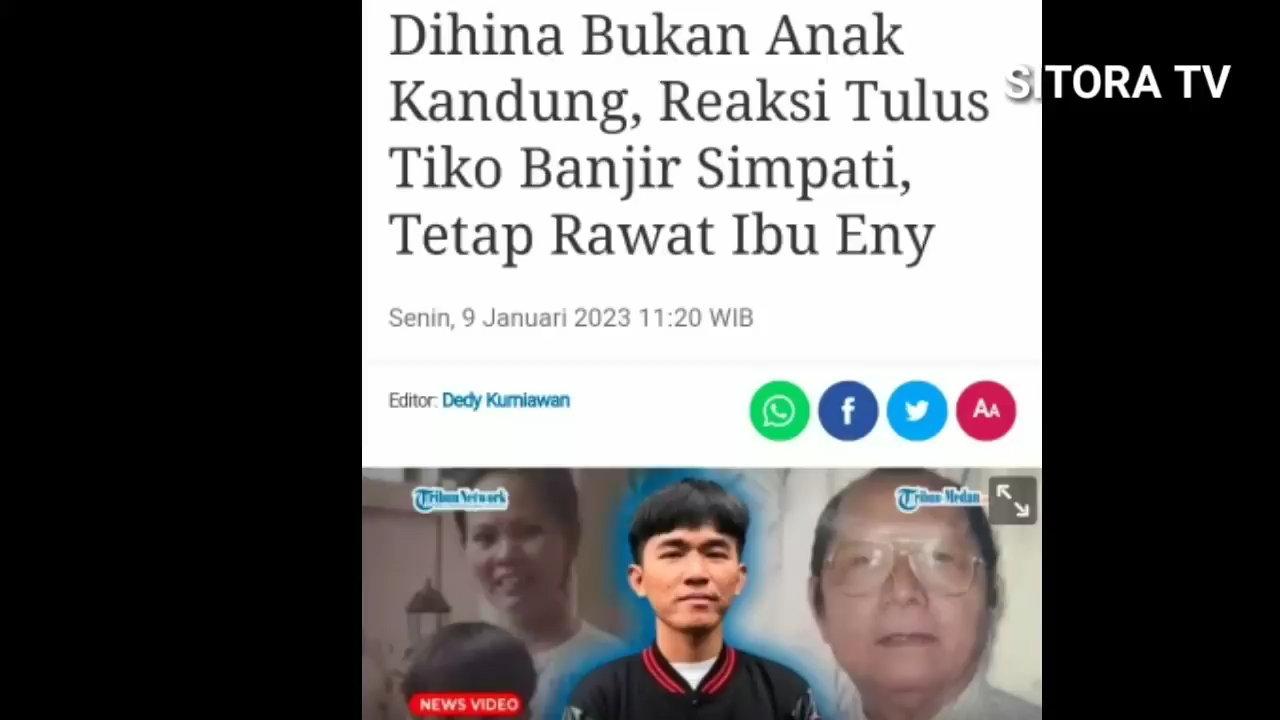 Dihina Bukan Anak
Kandung, Reaksi Tulus
Tiko Banjir Simpati,
Tetap Rawat Ibu Eny
SITORA TV
Senin, 9 Januari 2023 11:20 WIB
Editor: Dedy Kurniawan
AA
Tribun Network
Tribun-Medan
NEWS VIDEO